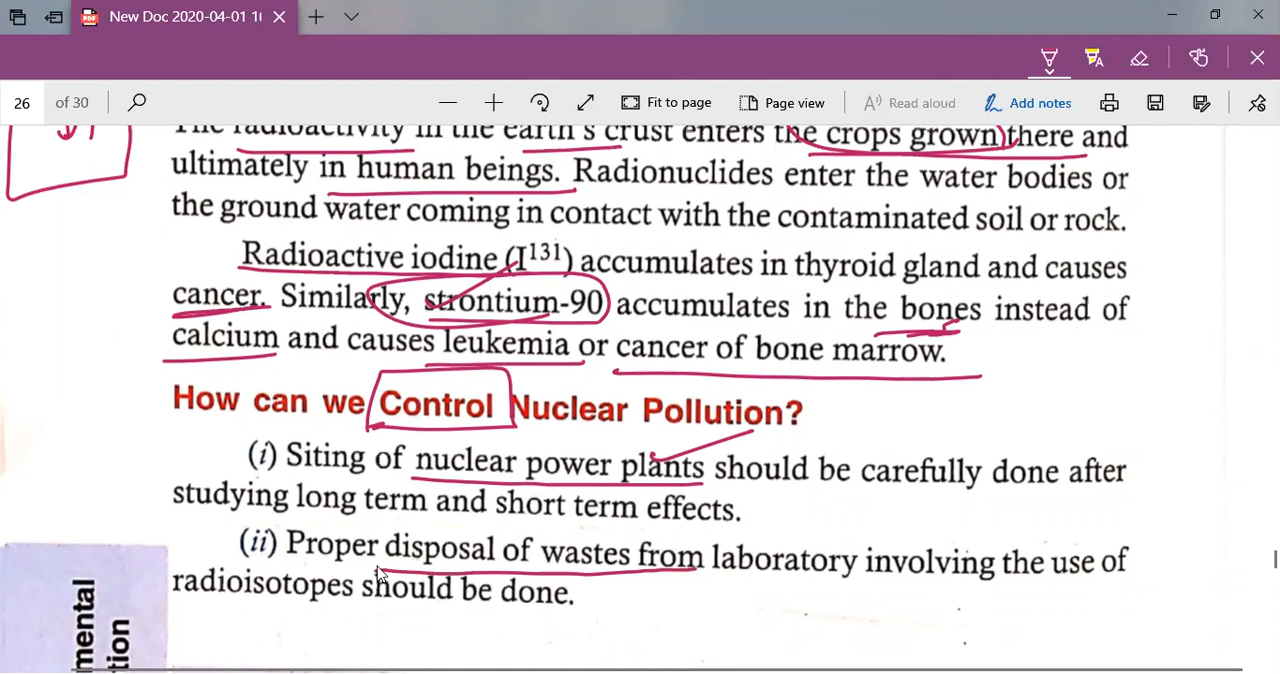 New Doc 2020-04-01 1
26 of 30
Fit to page
Page view
Read aloud
Add notes
The radioactivity in the earth's crust enters the crops grown there and
ultimately in human beings. Radionuclides enter the water bodies or
the ground water coming in contact with the contaminated soil or rock.
Radioactive iodine (I131) accumulates in thyroid gland and causes
cancer. Similarly, strontium-90 accumulates in the bones instead of
calcium and causes leukemia or cancer of bone marrow.
How can we Control Nuclear Pollution?
(i) Siting of nuclear power plants should be carefully done after
studying long term and short term effects.
(ii) Proper disposal of wastes from laboratory involving the use of
radioisotopes should be done.
mental
tion